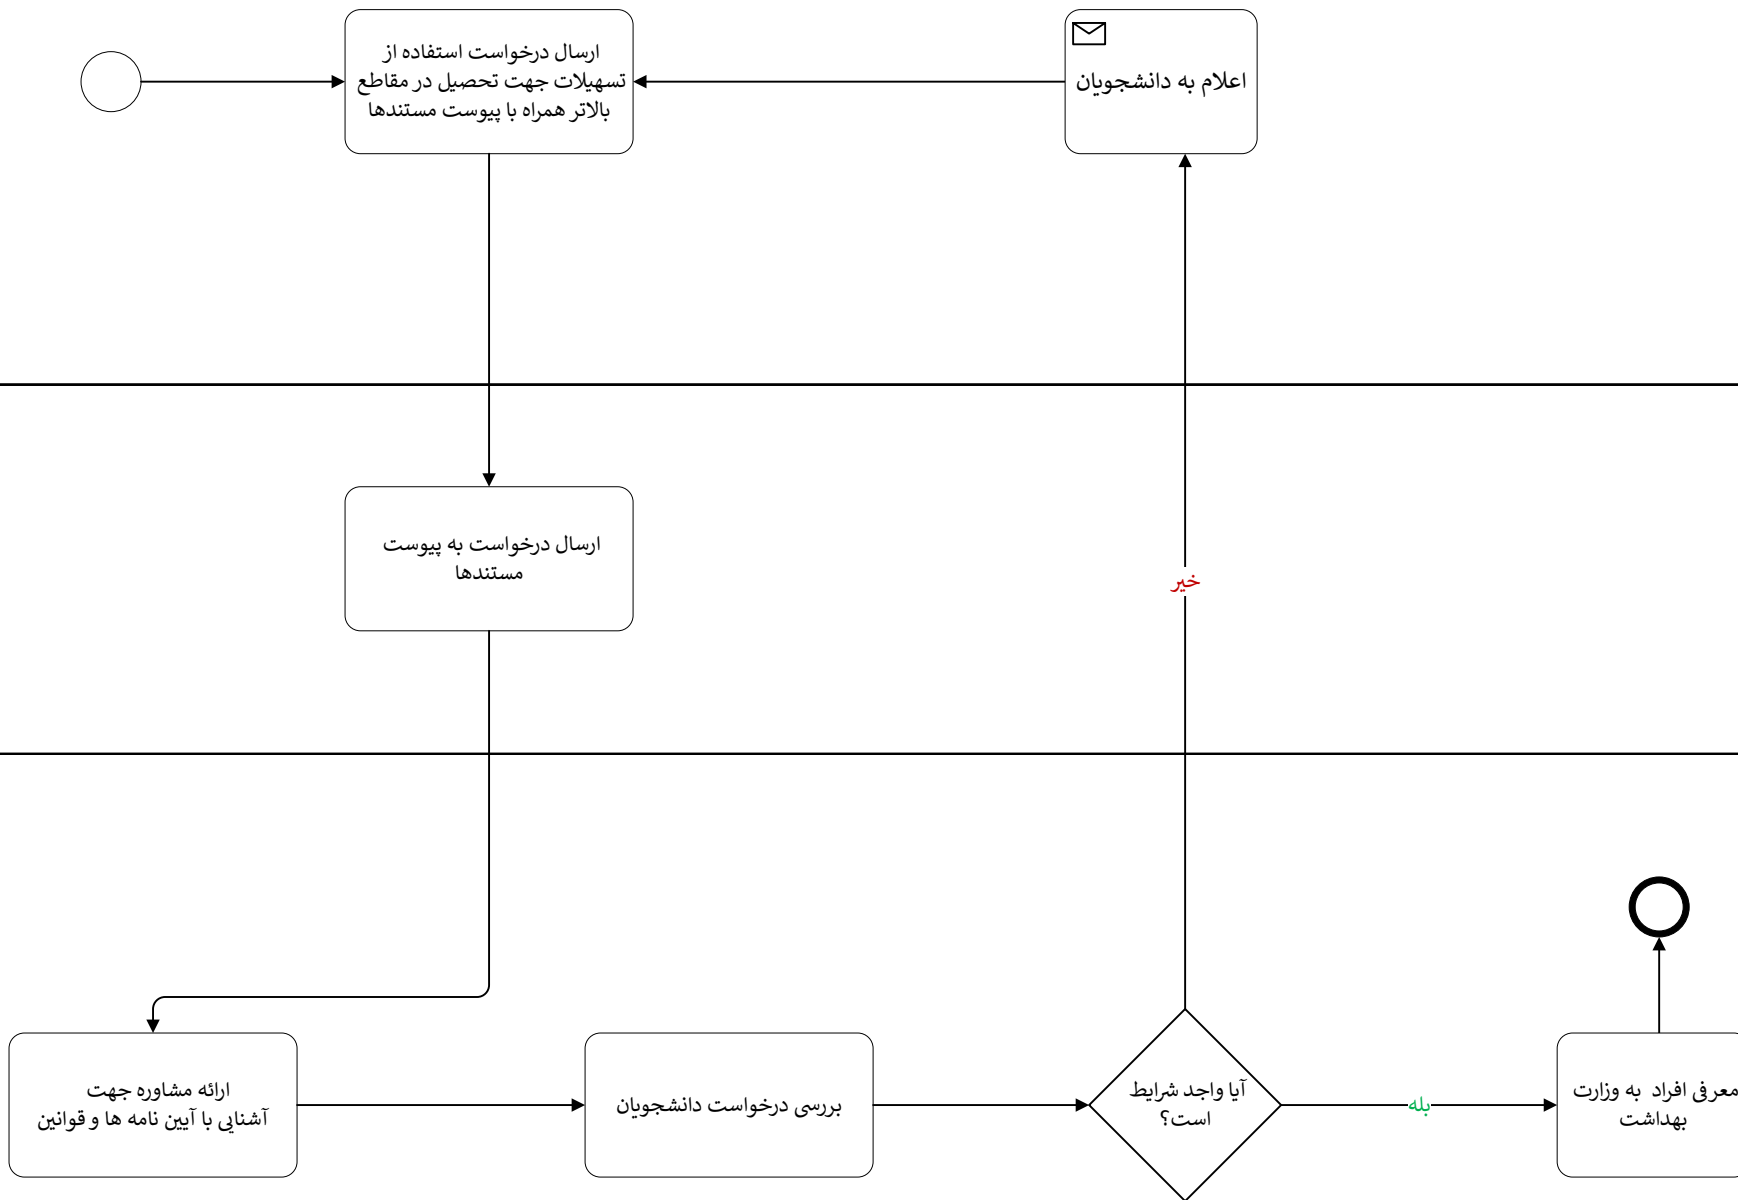 ارسال درخواست استفاده از
تسهیلات جهت تحصیل در مقاطع
بالاتر همراه با پیوست مستندها
اعلام به دانشجویان
ارسال درخواست به پیوست
مستندها
خیر
ارائه مشاوره جهت
آشنایی با آیین نامه ها و قوانین
بررسی درخواست دانشجویان
آیا واجد شرایط
است؟
بله
معرفی افراد به وزارت
بهداشت